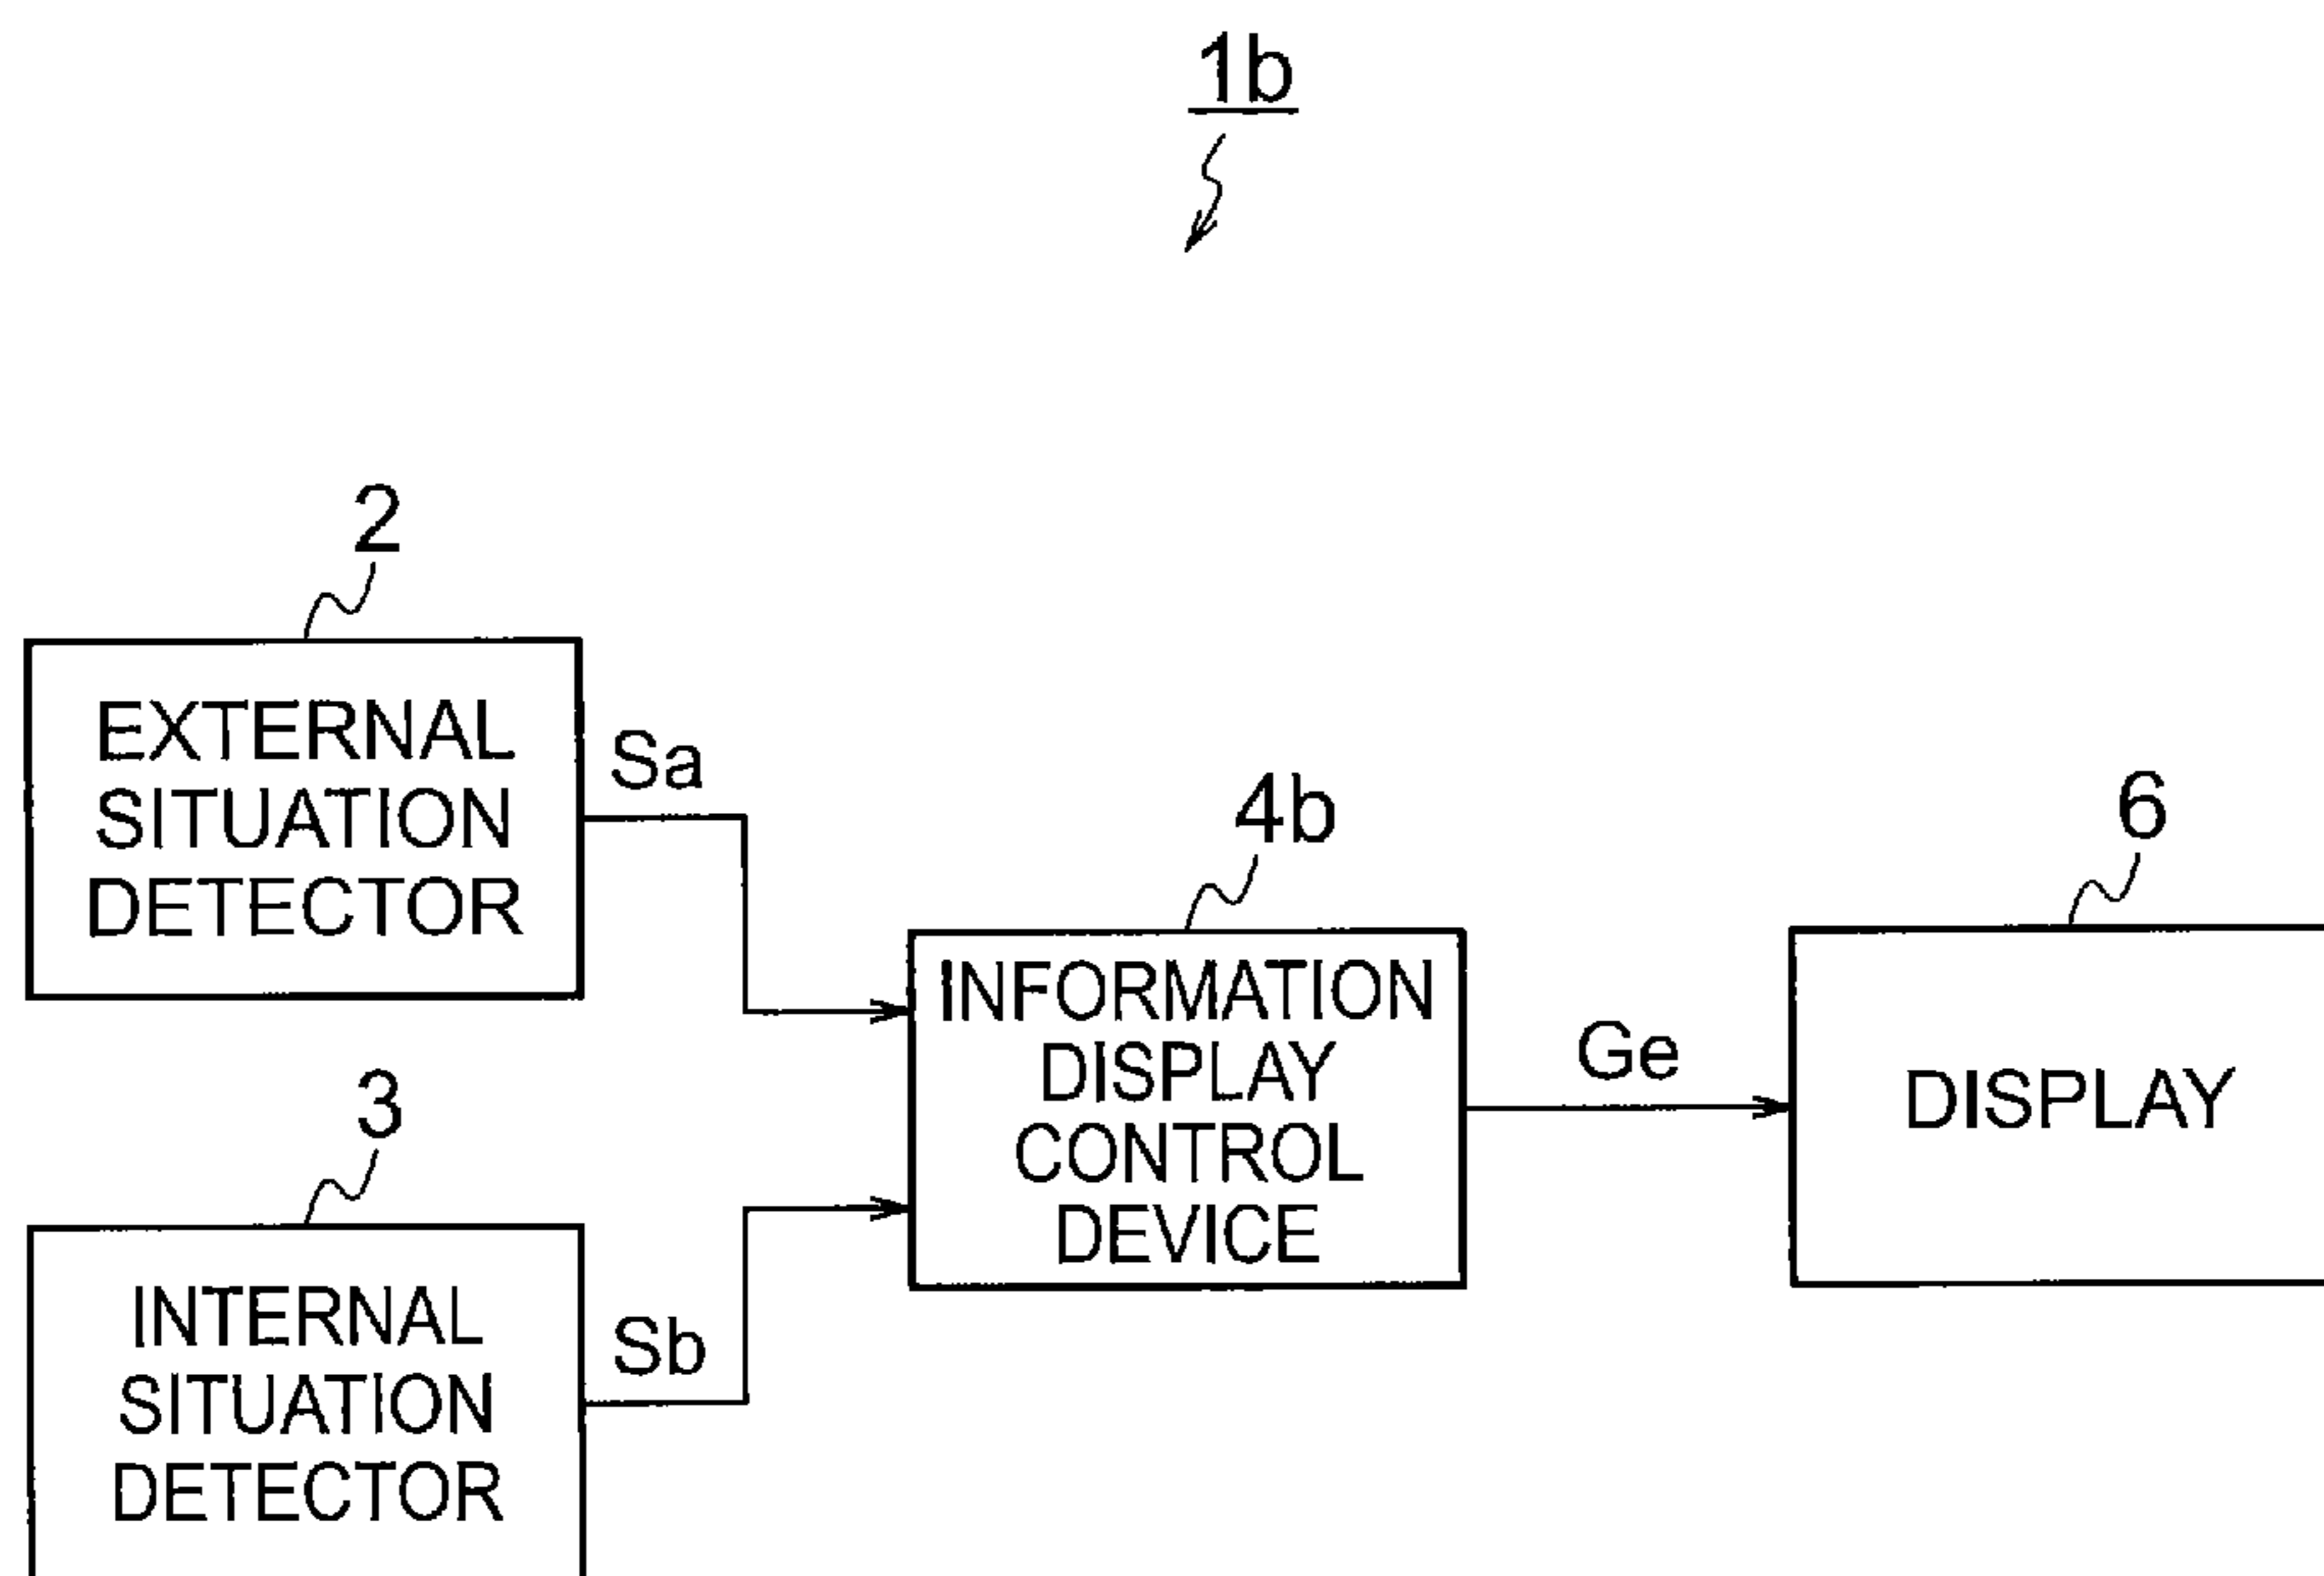 1b
2
EXTERNAL
SITUATION
DETECTOR
Sa
3
INTERNAL
SITUATION
DETECTOR
Sb
4b
INFORMATION
DISPLAY
CONTROL
DEVICE
Ge
6
DISPLAY